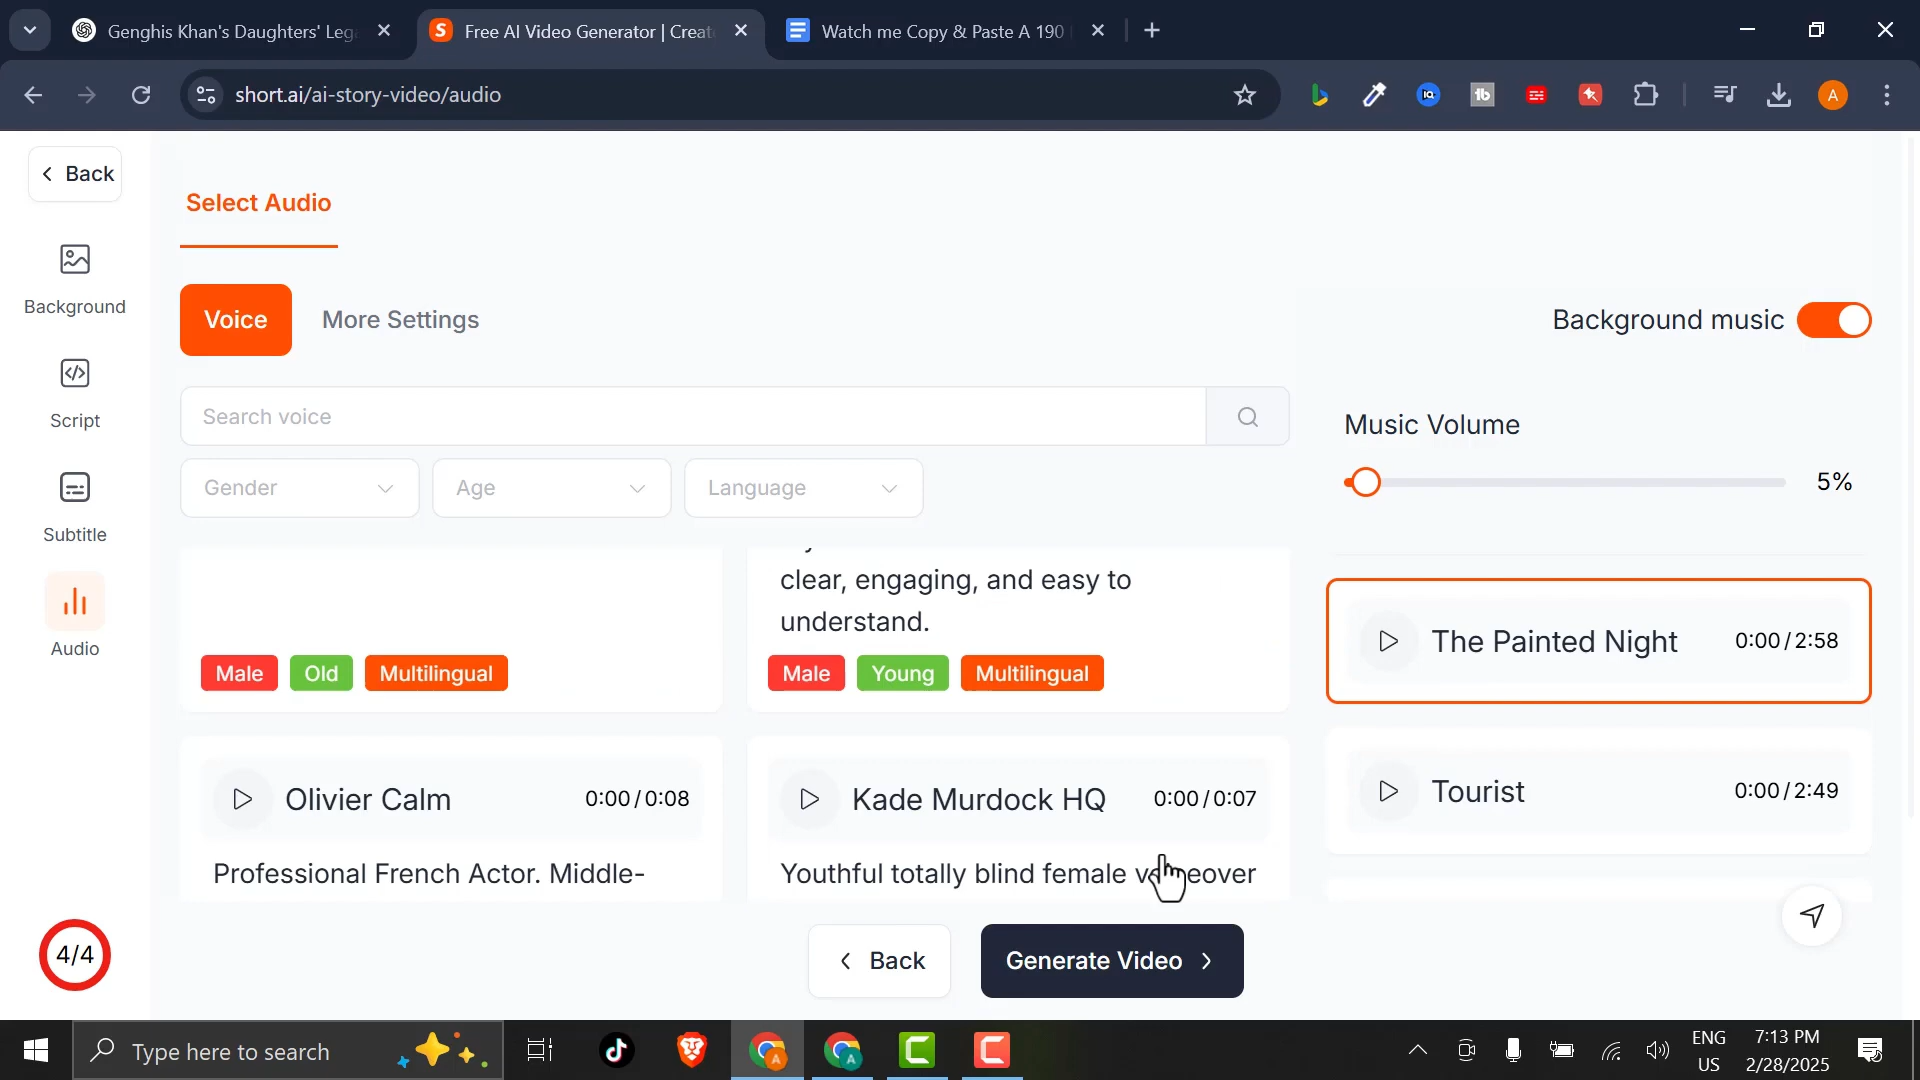 Genghis Khan's Daughters' Leg
Free AI Video Generator | Creat
Watch me Copy & Paste A 190
short.ai/ai-story-video/audio
A
Back
Background
Script
Subtitle
Audio
4/4
Select Audio
Voice
More Settings
Search voice
Gender
Age
Language
Background music
Music Volume
5%
clear, engaging, and easy to
understand.
Male
Old
Multilingual
Male
Young
Multilingual
Olivier Calm
0:00 / 0:08
Professional French Actor. Middle-
Kade Murdock HQ
0:00 / 0:07
Youthful totally blind female voiceover
The Painted Night
0:00 / 2:58
Tourist
0:00 / 2:49
Back
Generate Video
Type here to search
ENG
US
7:13 PM
2/28/2025